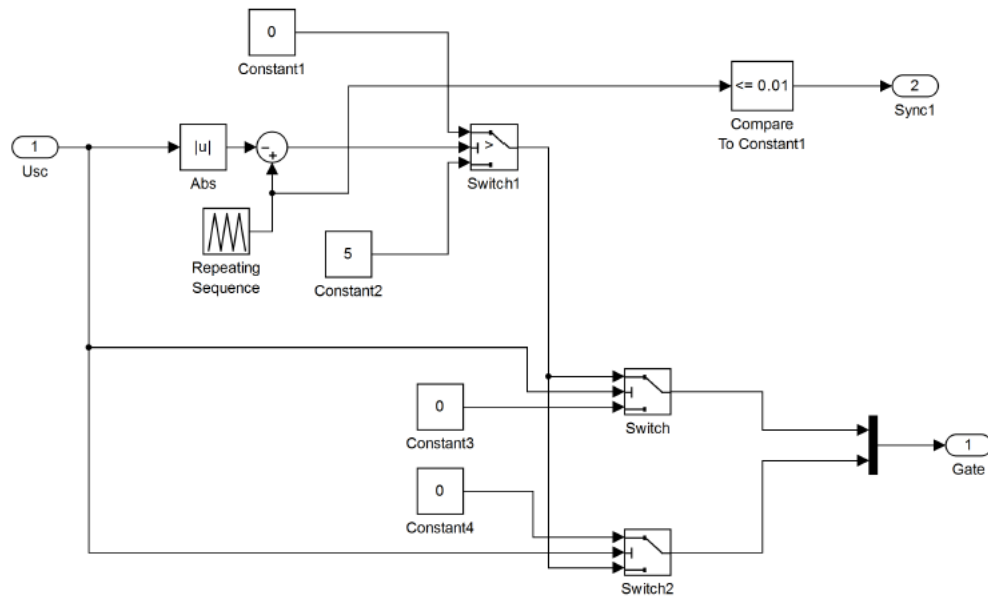 0
Constant1
<= 0.01
Compare
To Constant1
2
Sync1
1
Usc
|u|
Abs
-
+
>
Switch1
Repeating
Sequence
5
Constant2
0
Constant3
Switch
1
Gate
0
Constant4
Switch2